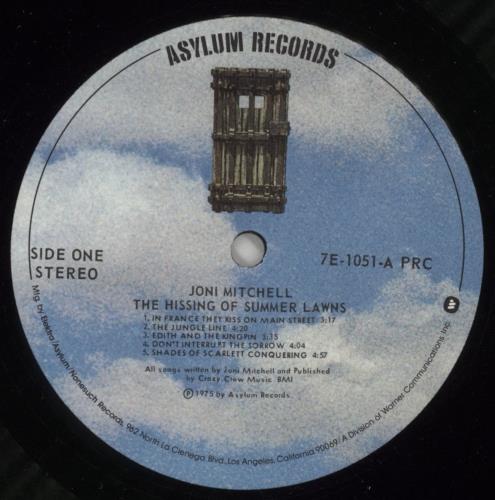 ASYLUM RECORDS
SIDE ONE
STEREO
7E-1051-A PRC
JONI MITCHELL
THE HISSING OF SUMMER LAWNS
1. IN FRANCE THEY KISS ON MAIN STREET 3:17
2. THE JUNGLE LINE 4:20
3. EDITH AND THE KINGPIN 3:35
4. DON'T INTERRUPT THE SORROW 4:04
5. SHADES OF SCARLETT CONQUERING 4:57
All songs written by Joni Mitchell and Published
by Crazy Crow Music BMI
℗ 1975 by Asylum Records
Mfg. by Elektra/Asylum/Nonesuch Records, 962 North La Cienega Blvd., Los Angeles, California 90069/A Division of Warner Communications Inc.